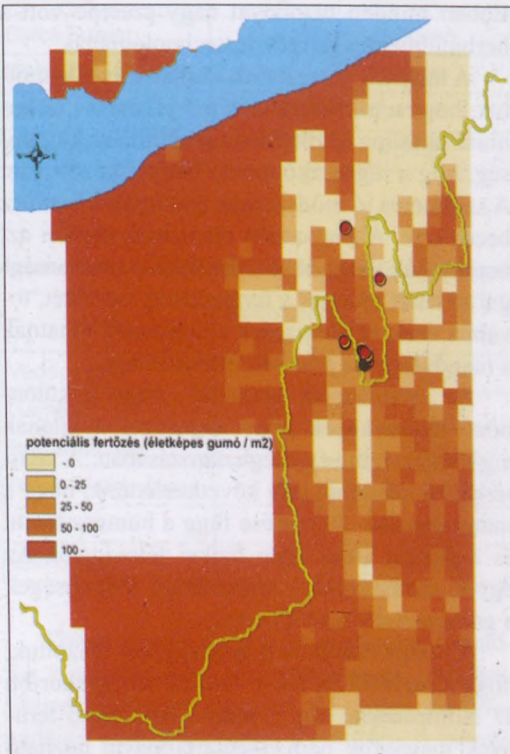 potenciális fertőzés (életképes gumó / m2)
- 0
0 - 25
25 - 50
50 - 100
100 -